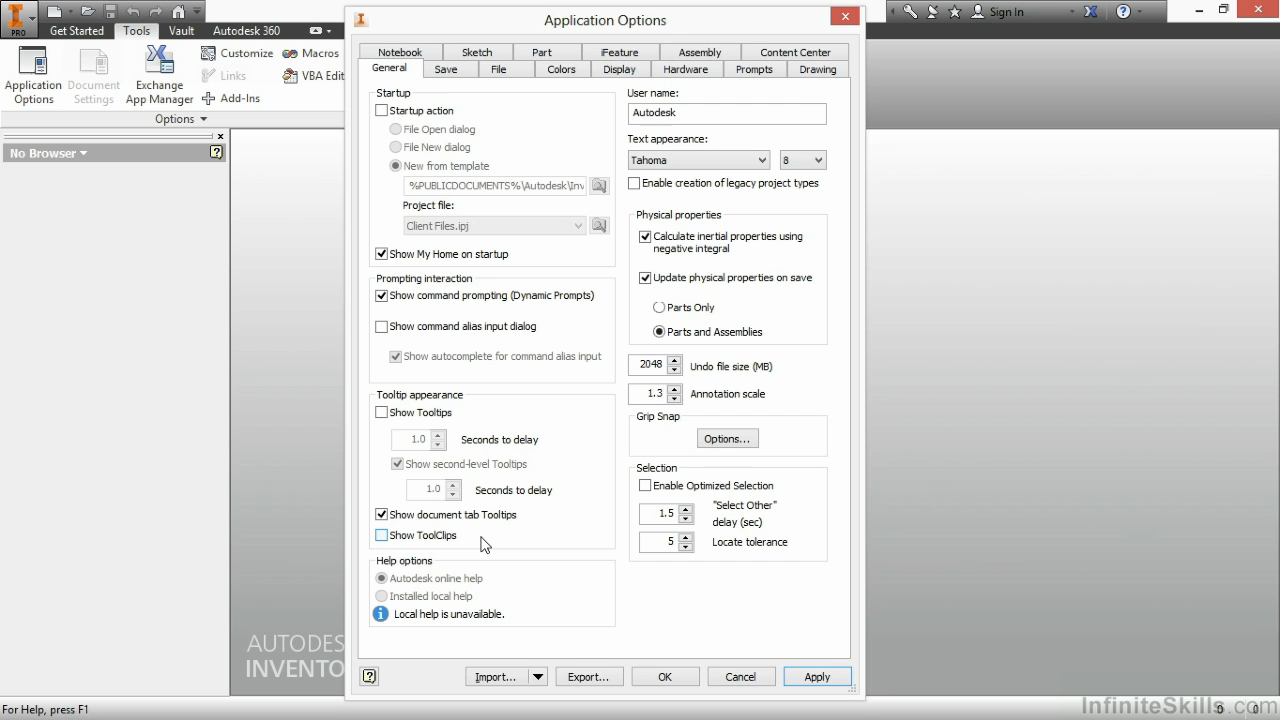 Application Options
PRO
Sign In
Get Started
Tools
Vault
Autodesk 360
Application Options
Document Settings
Exchange App Manager
Customize
Links
Add-Ins
Macros
VBA Edit
Options
No Browser
Notebook
Sketch
Part
iFeature
Assembly
Content Center
General
Save
File
Colors
Display
Hardware
Prompts
Drawing
Startup
Startup action
File Open dialog
File New dialog
New from template
%PUBLICDOCUMENTS%\Autodesk\Inv
Project file:
Client Files.ipj
Show My Home on startup
Prompting interaction
Show command prompting (Dynamic Prompts)
Show command alias input dialog
Show autocomplete for command alias input
Tooltip appearance
Show Tooltips
1.0 Seconds to delay
Show second-level Tooltips
1.0 Seconds to delay
Show document tab Tooltips
Show ToolClips
Help options
Autodesk online help
Installed local help
Local help is unavailable.
User name:
Autodesk
Text appearance:
Tahoma
8
Enable creation of legacy project types
Physical properties
Calculate inertial properties using
negative integral
Update physical properties on save
Parts Only
Parts and Assemblies
2048 Undo file size (MB)
1.3 Annotation scale
Grip Snap
Options...
Selection
Enable Optimized Selection
1.5 "Select Other"
delay (sec)
5 Locate tolerance
Import...
Export...
OK
Cancel
Apply
AUTODES
INVENTO
For Help, press F1
0
0
InfiniteSkills.com